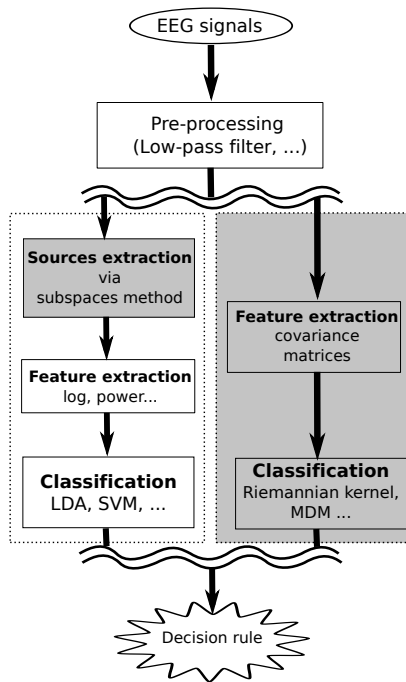 EEG signals
Pre-processing
(Low-pass filter, ...)
Sources extraction
via
subspaces method
Feature extraction
log, power...
Classification
LDA, SVM, ...
Feature extraction
covariance
matrices
Classification
Riemannian kernel,
MDM ...
Decision rule